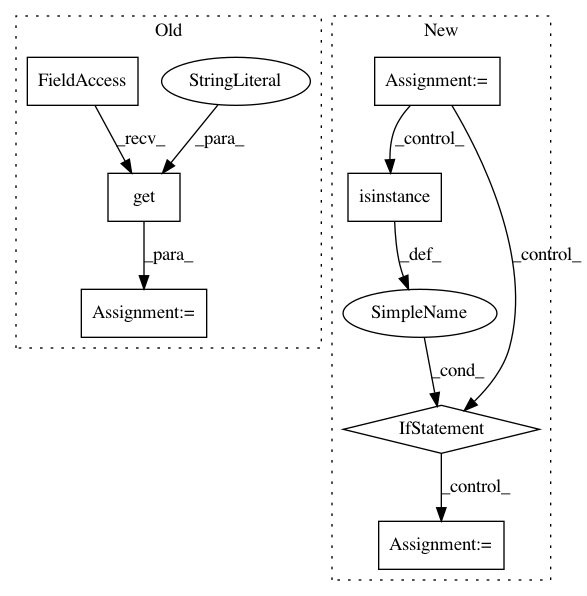 Old
New
FieldAccess
StringLiteral
Assignment:=
_recv_
_para_
_control_
get
isinstance
_para_
_def_
_control_
Assignment:=
SimpleName
_cond_
IfStatement
_control_
Assignment:=